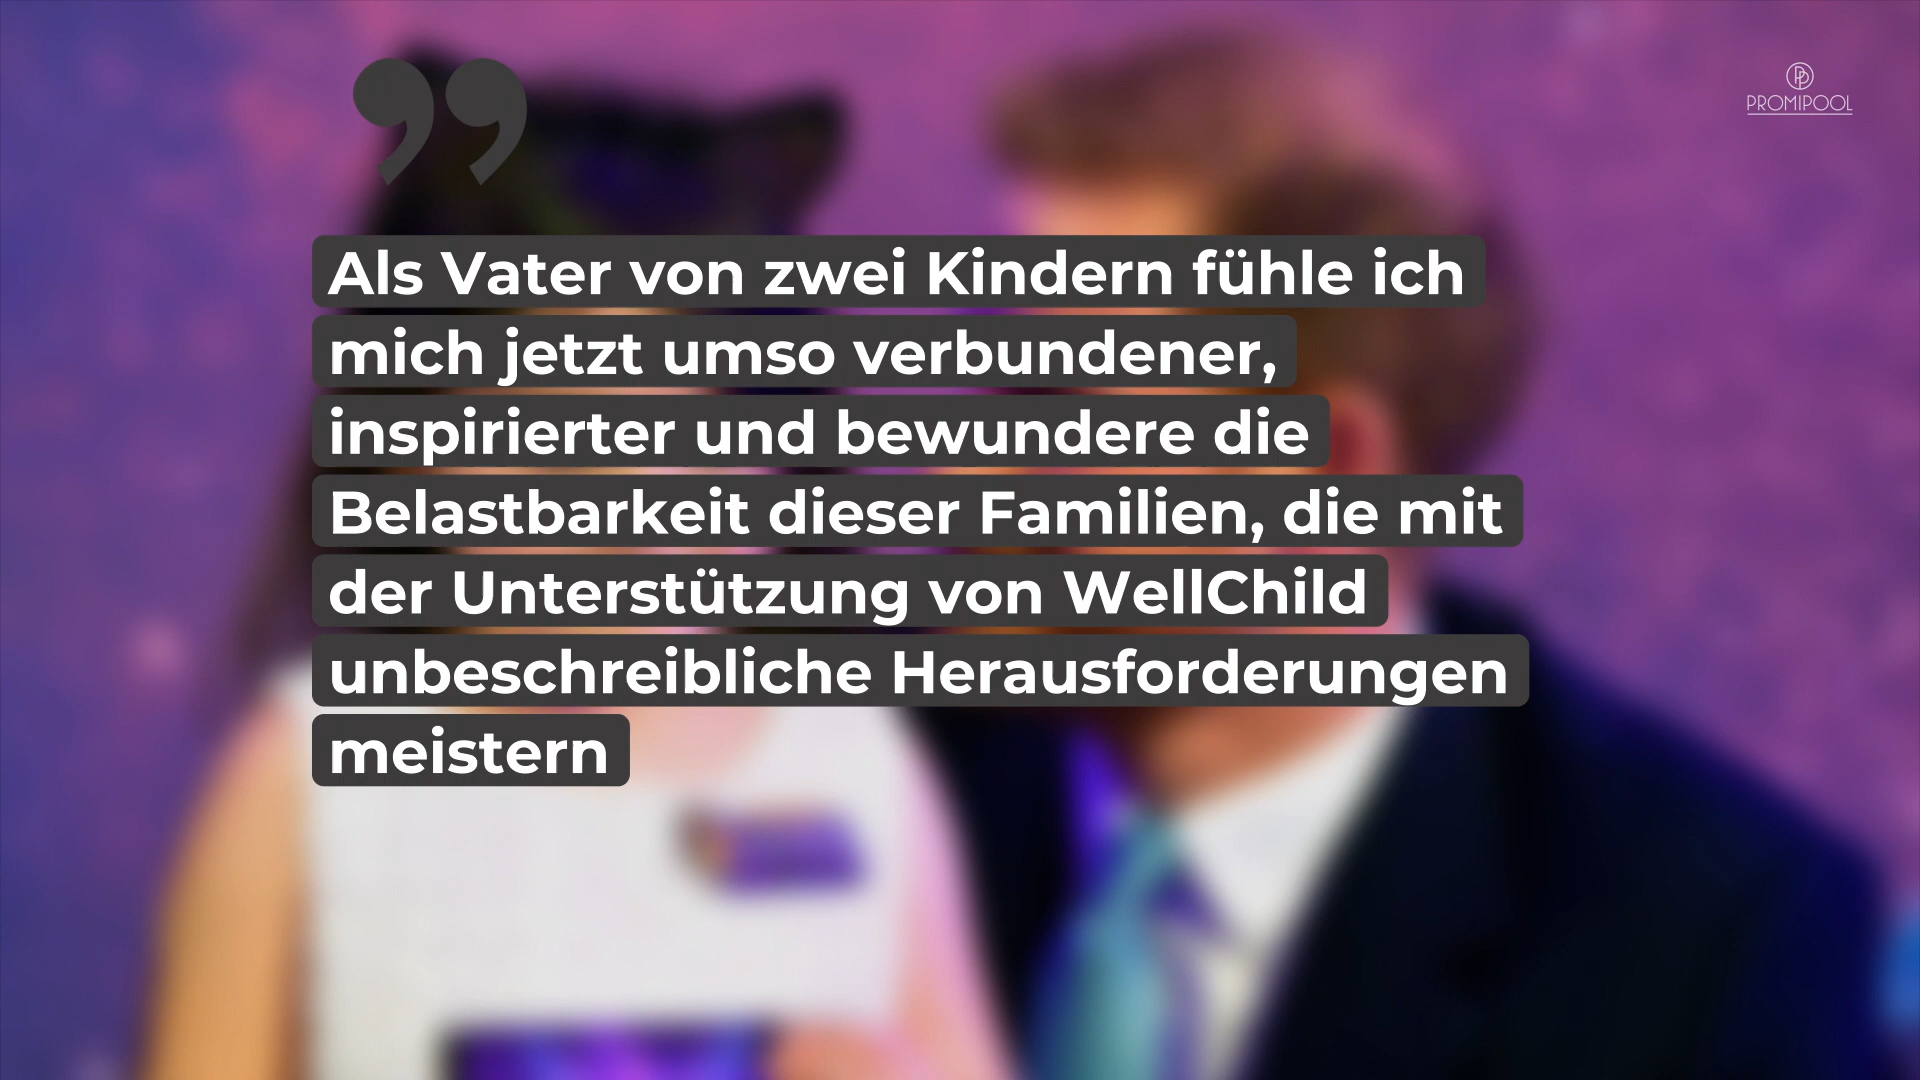 ”
Als Vater von zwei Kindern fühle ich
mich jetzt umso verbundener,
inspirierter und bewundere die
Belastbarkeit dieser Familien, die mit
der Unterstützung von WellChild
unbeschreibliche Herausforderungen
meistern
PROMIPOOL